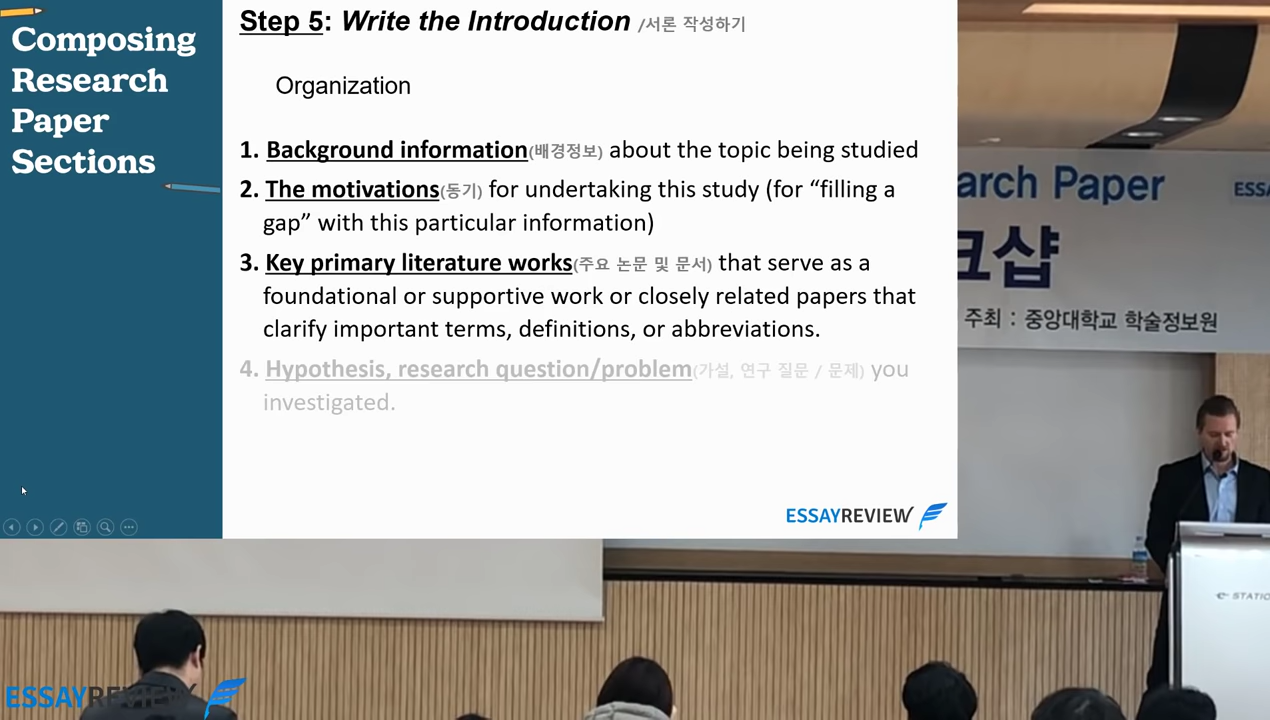 Composing
Research
Paper
Sections
Step 5: Write the Introduction /서론 작성하기
Organization
1. Background information(배경정보) about the topic being studied
2. The motivations(동기) for undertaking this study (for “filling a
gap” with this particular information)
3. Key primary literature works(주요 논문 및 문서) that serve as a
foundational or supportive work or closely related papers that
clarify important terms, definitions, or abbreviations.
4. Hypothesis, research question/problem(가설, 연구 질문 / 문제) you
investigated.
ESSAYREVIEW
arch Paper
ESSA
크샵
주최 : 중앙대학교 학술정보원
STATIO
ESSAYREVIEW